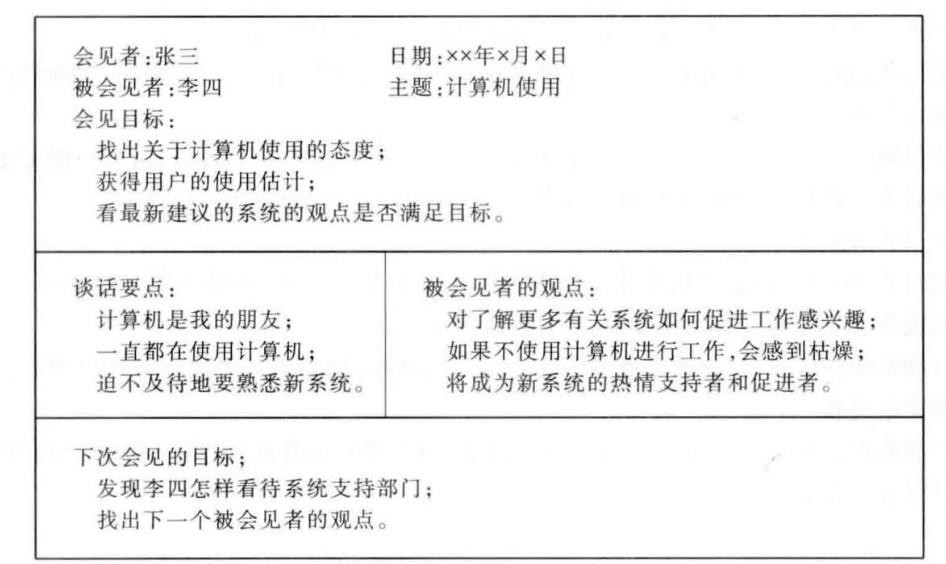 会见者:张三 日期:××年×月×日
被会见者:李四 主题:计算机使用
会见目标:
找出关于计算机使用的态度;
获得用户的使用估计;
看最新建议的系统的观点是否满足目标。
谈话要点:
计算机是我的朋友;
一直都在使用计算机;
迫不及待地要熟悉新系统。
被会见者的观点:
对了解更多有关系统如何促进工作感兴趣;
如果不使用计算机进行工作,会感到枯燥;
将成为新系统的热情支持者和促进者。
下次会见的目标;
发现李四怎样看待系统支持部门;
找出下一个被会见者的观点。